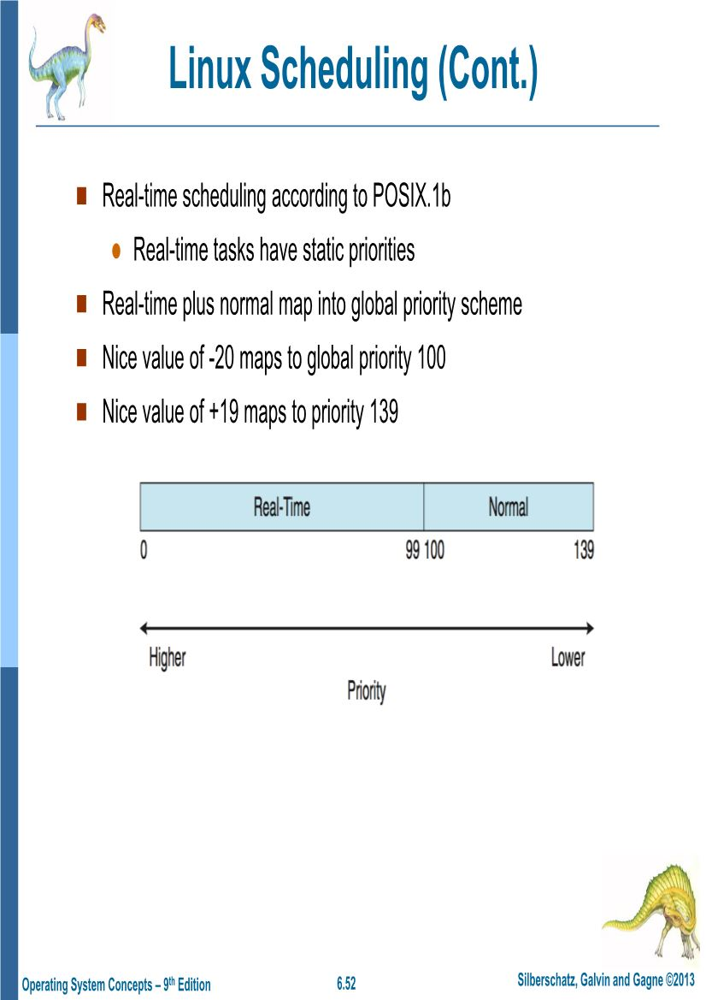 Linux Scheduling (Cont.)
Real-time scheduling according to POSIX.1b
Real-time tasks have static priorities
Real-time plus normal map into global priority scheme
Nice value of -20 maps to global priority 100
Nice value of +19 maps to priority 139
Real-Time Normal
0 99 100 139
Higher Lower
Priority
Operating System Concepts – 9th Edition 6.52 Silberschatz, Galvin and Gagne ©2013